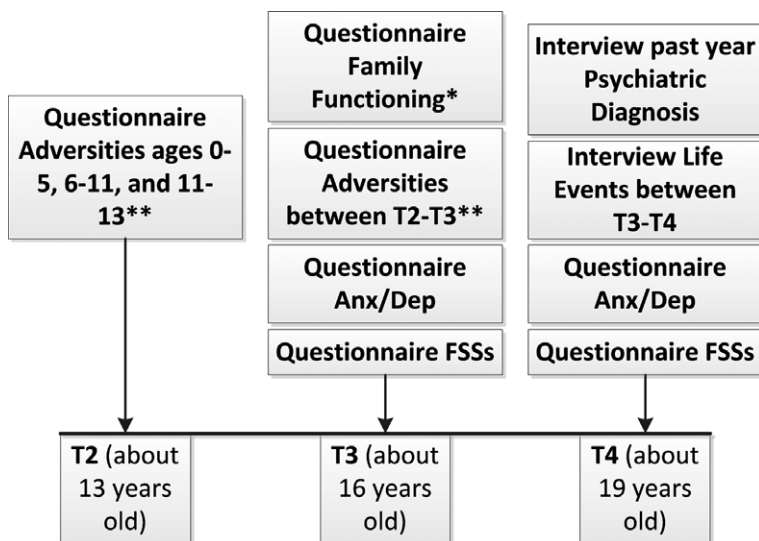 Questionnaire
Adversities ages 0-
5, 6-11, and 11-
13**
Questionnaire
Family
Functioning*
Questionnaire
Adversities
between T2-T3**
Questionnaire
Anx/Dep
Questionnaire FSSs
Interview past year
Psychiatric
Diagnosis
Interview Life
Events between
T3-T4
Questionnaire
Anx/Dep
Questionnaire FSSs
T2 (about
13 years
old)
T3 (about
16 years
old)
T4 (about
19 years
old)